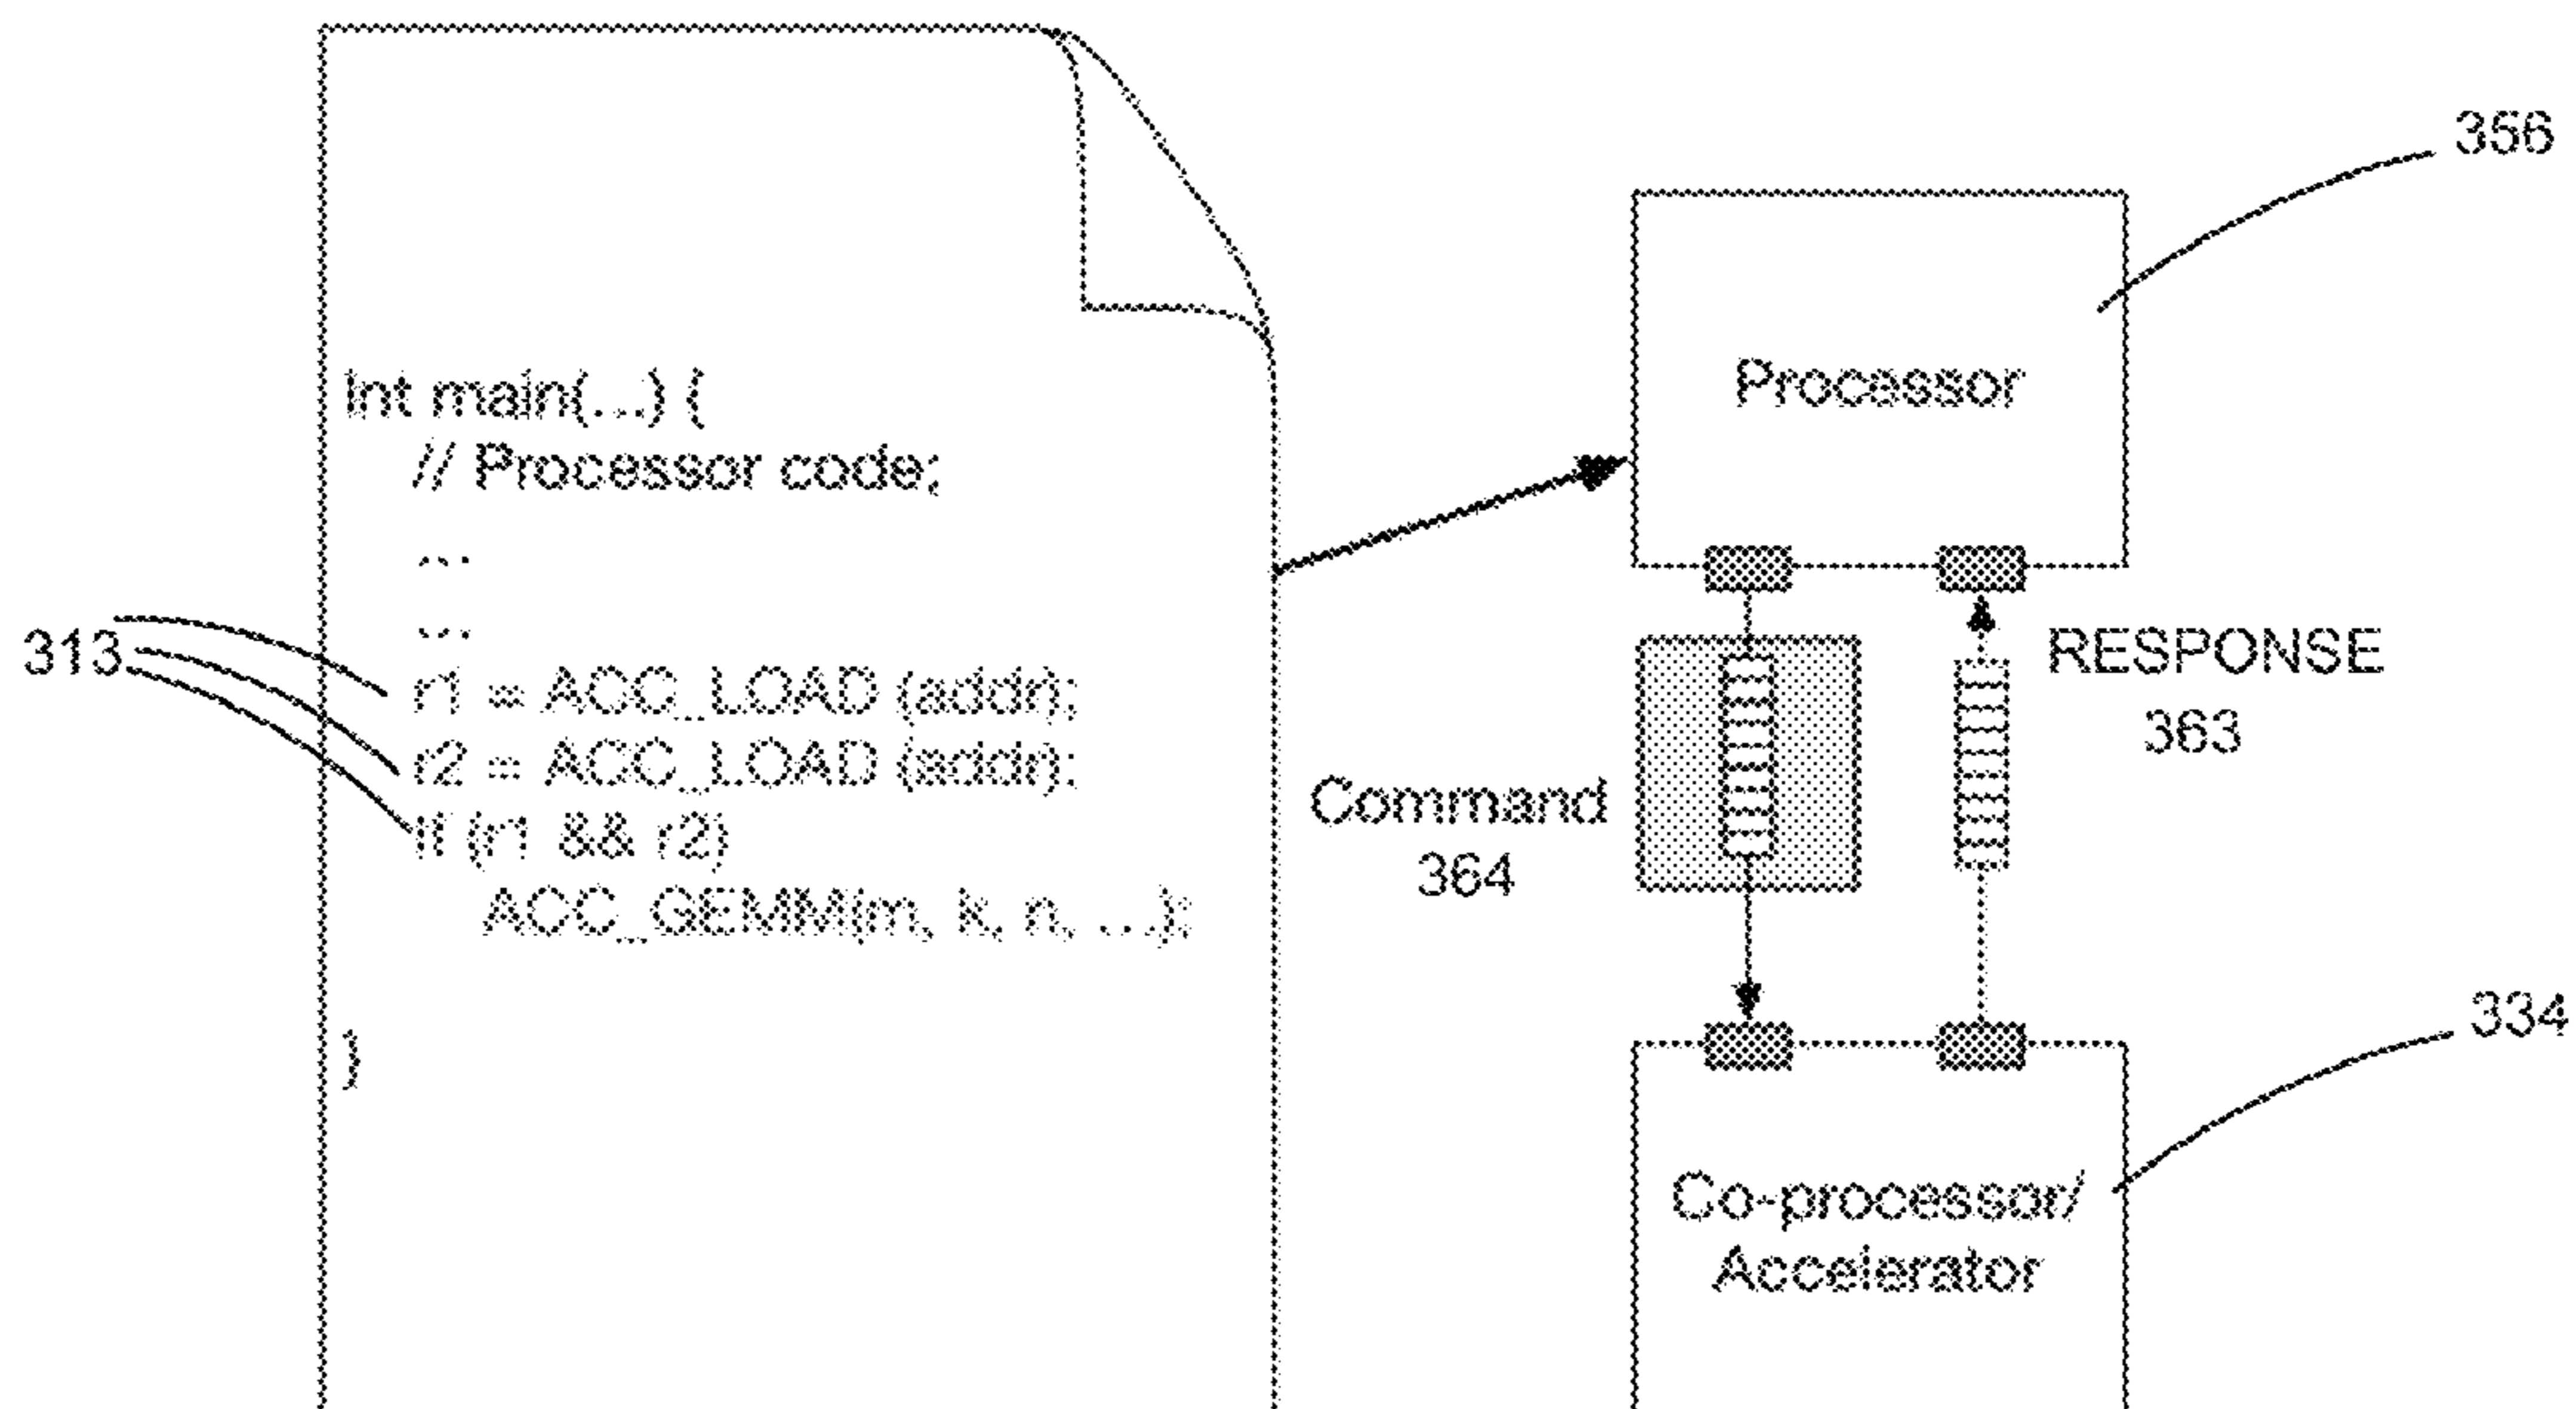 Int main(...) {
// Processor code;
...
...
313
r1 = ACC_LOAD (addr);
r2 = ACC_LOAD (addr);
If (r1 && r2)
ACC_GEMM(m, k, n, ...);
}
356
Processor
RESPONSE
363
Command
364
334
Co-processor/
Accelerator